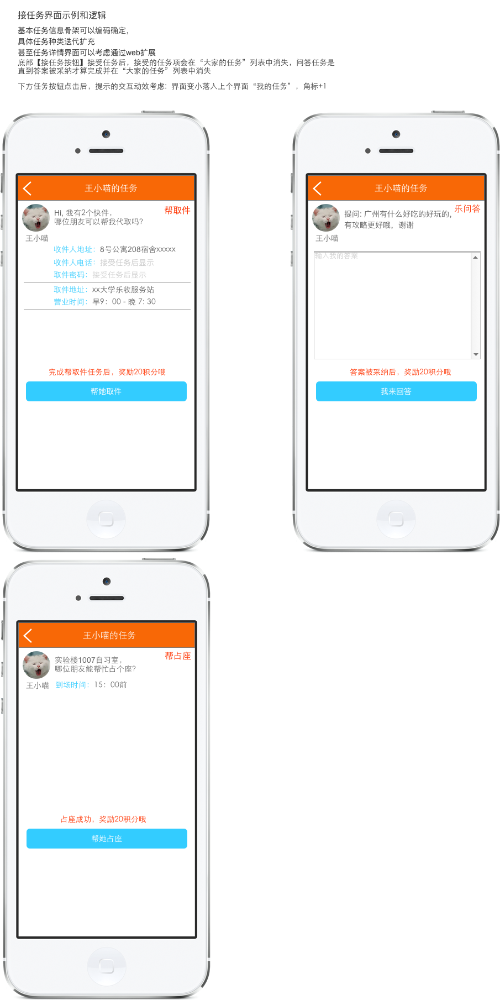 接任务界面示例和逻辑
基本任务信息骨架可以编码确定，
具体任务种类迭代扩充
甚至任务详情界面可以考虑通过web扩展
底部【接任务按钮】接受任务后，接受的任务项会在“大家的任务”列表中消失，问答任务是
直到答案被采纳才算完成并在“大家的任务”列表中消失
下方任务按钮点击后，提示的交互动效考虑：界面变小落入上个界面“我的任务”，角标+1
王小喵的任务
帮取件
Hi, 我有2个快件，
哪位朋友可以帮我代取吗？
王小喵
收件人地址：8号公寓208宿舍xxxxx
收件人电话：接受任务后显示
取件密码：接受任务后显示
取件地址：xx大学乐收服务站
营业时间：早9：00 - 晚 7: 30
完成帮取件任务后，奖励20积分哦
帮她取件
王小喵的任务
乐问答
提问: 广州有什么好吃的好玩的，
有攻略更好哦，谢谢
王小喵
输入我的答案
答案被采纳后，奖励20积分哦
我来回答
王小喵的任务
帮占座
实验楼1007自习室，
哪位朋友能帮忙占个座？
王小喵
到场时间：15：00前
占座成功，奖励20积分哦
帮她占座